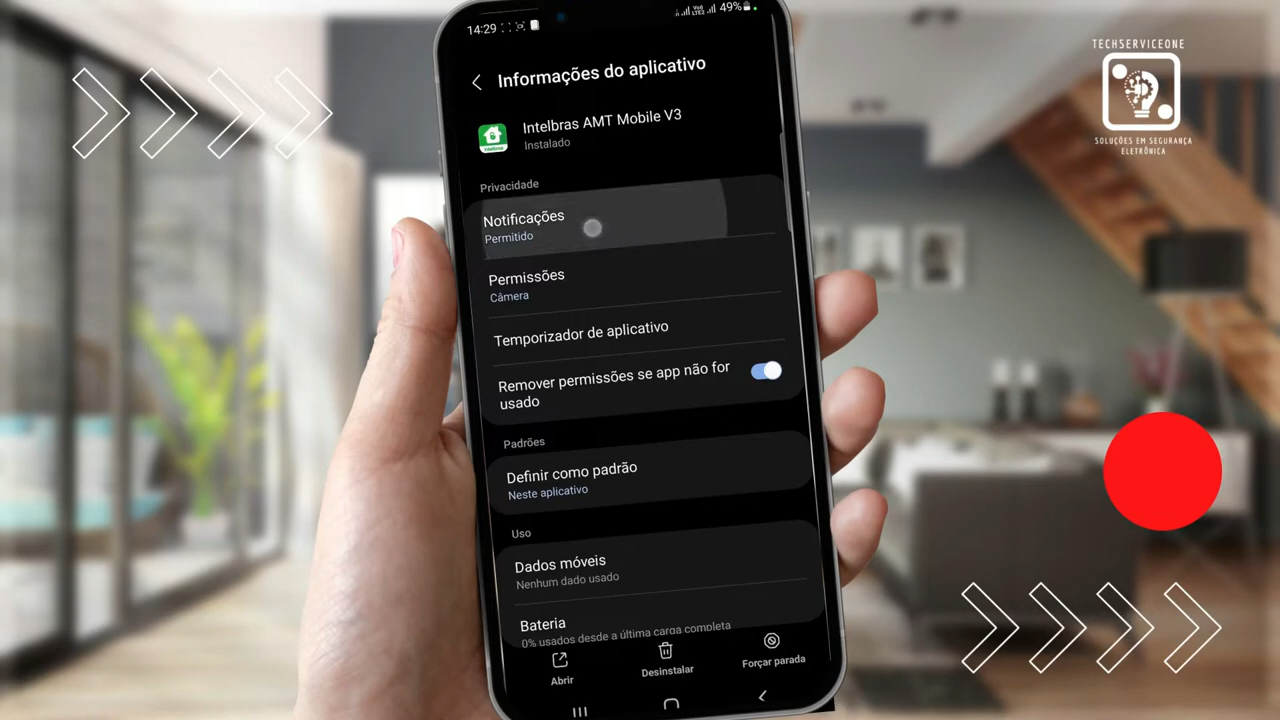 14:29
49%
TECHSERVICEONE
SOLUÇÕES EM SEGURANÇA
ELETRÔNICA
Informações do aplicativo
Intelbras AMT Mobile V3
Instalado
Privacidade
Notificações
Permitido
Permissões
Câmera
Temporizador de aplicativo
Remover permissões se app não for
usado
Padrões
Definir como padrão
Neste aplicativo
Uso
Dados móveis
Nenhum dado usado
Bateria
0% usados desde a última carga completa
Abrir
Desinstalar
Forçar parada